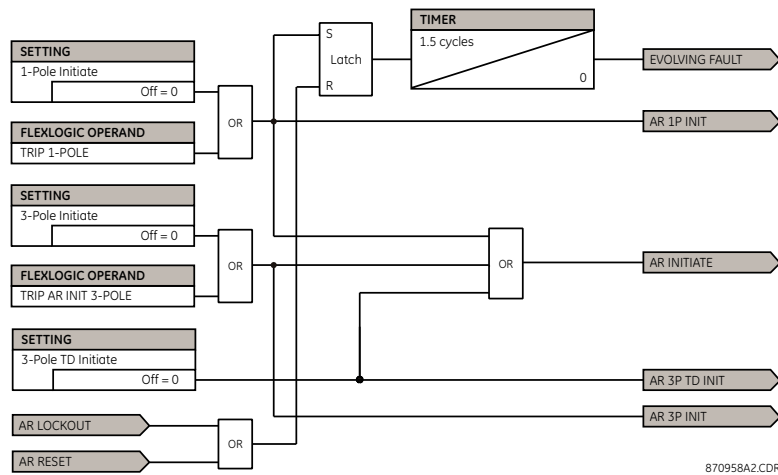 SETTING
1-Pole Initiate
Off = 0
FLEXLOGIC OPERAND
TRIP 1-POLE
OR
S
Latch
R
TIMER
1.5 cycles
0
EVOLVING FAULT
AR 1P INIT
SETTING
3-Pole Initiate
Off = 0
FLEXLOGIC OPERAND
TRIP AR INIT 3-POLE
OR
OR
AR INITIATE
SETTING
3-Pole TD Initiate
Off = 0
AR 3P TD INIT
AR 3P INIT
AR LOCKOUT
AR RESET
OR
870958A2.CDR